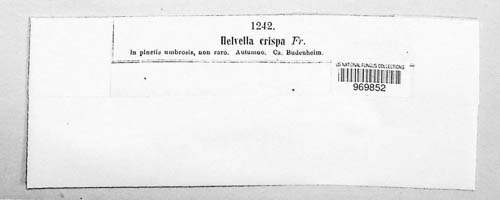 1242.
Helvella crispa Fr.
In pinetis umbrosis, non raro. Autumno. Ca. Budenheim.
US NATIONAL FUNGUS COLLECTIONS
969852